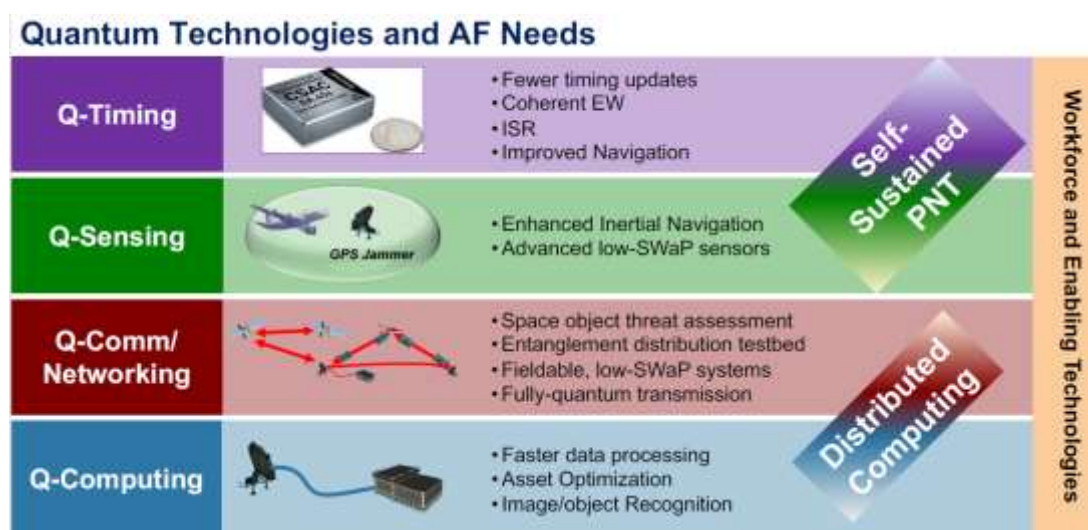 Quantum Technologies and AF Needs
Q-Timing
CSAC
• Fewer timing updates
• Coherent EW
• ISR
• Improved Navigation
Self-
Sustained
PNT
Q-Sensing
GPS Jammer
• Enhanced Inertial Navigation
• Advanced low-SWaP sensors
Q-Comm/
Networking
• Space object threat assessment
• Entanglement distribution testbed
• Fieldable, low-SWaP systems
• Fully-quantum transmission
Distributed
Computing
Q-Computing
• Faster data processing
• Asset Optimization
• Image/object Recognition
Workforce and Enabling Technologies